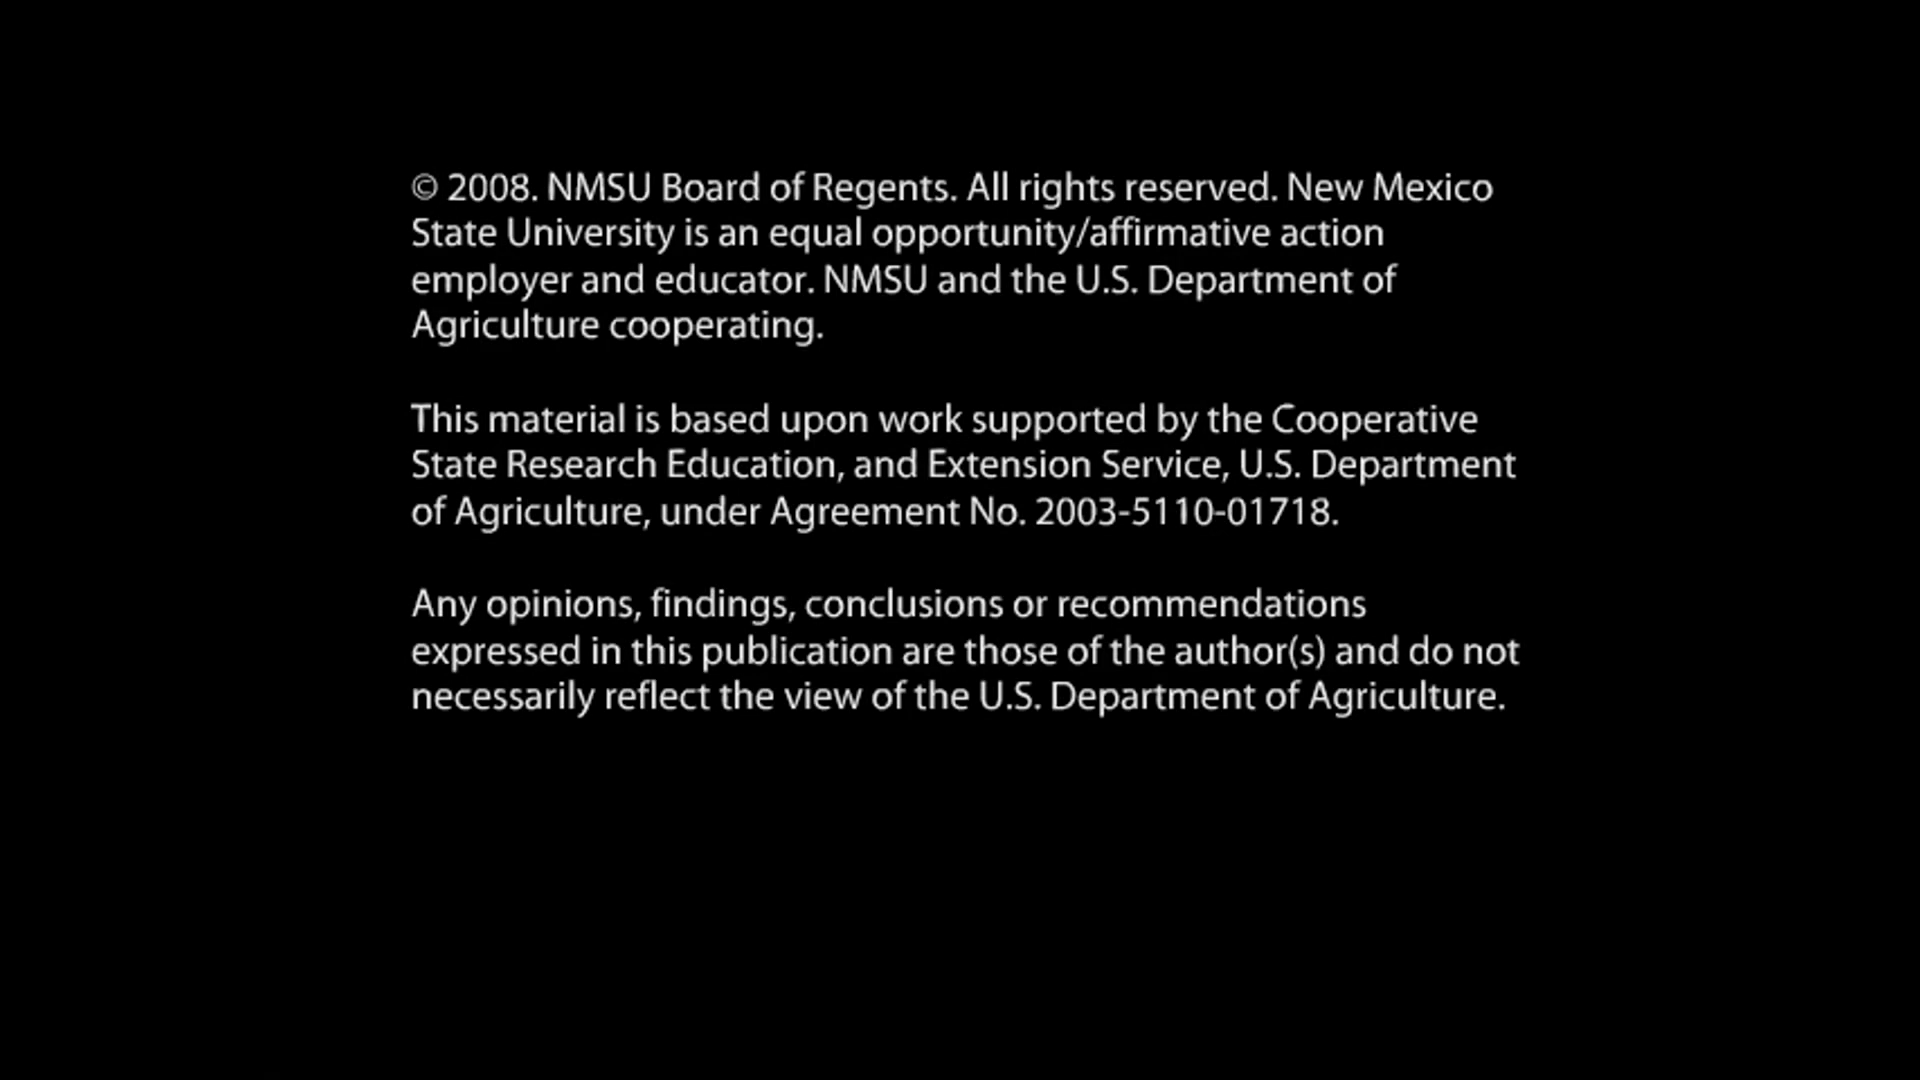 © 2008. NMSU Board of Regents. All rights reserved. New Mexico
State University is an equal opportunity/affirmative action
employer and educator. NMSU and the U.S. Department of
Agriculture cooperating.
This material is based upon work supported by the Cooperative
State Research Education, and Extension Service, U.S. Department
of Agriculture, under Agreement No. 2003-5110-01718.
Any opinions, findings, conclusions or recommendations
expressed in this publication are those of the author(s) and do not
necessarily reflect the view of the U.S. Department of Agriculture.